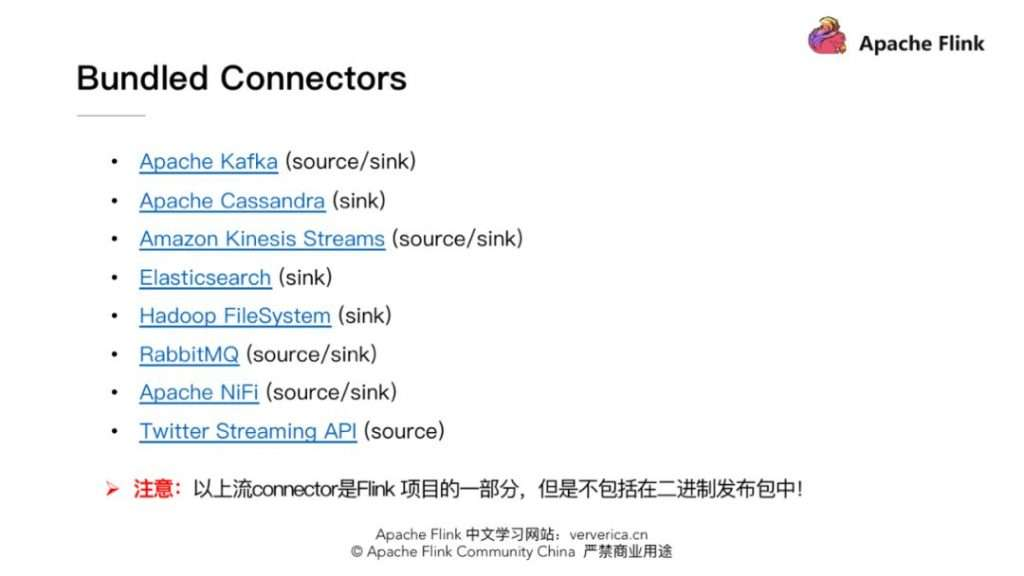 Apache Flink
Bundled Connectors
• Apache Kafka (source/sink)
• Apache Cassandra (sink)
• Amazon Kinesis Streams (source/sink)
• Elasticsearch (sink)
• Hadoop FileSystem (sink)
• RabbitMQ (source/sink)
• Apache NiFi (source/sink)
• Twitter Streaming API (source)
➢ 注意：以上流connector是Flink 项目的一部分，但是不包括在二进制发布包中！
Apache Flink 中文学习网站：ververica.cn
© Apache Flink Community China 严禁商业用途